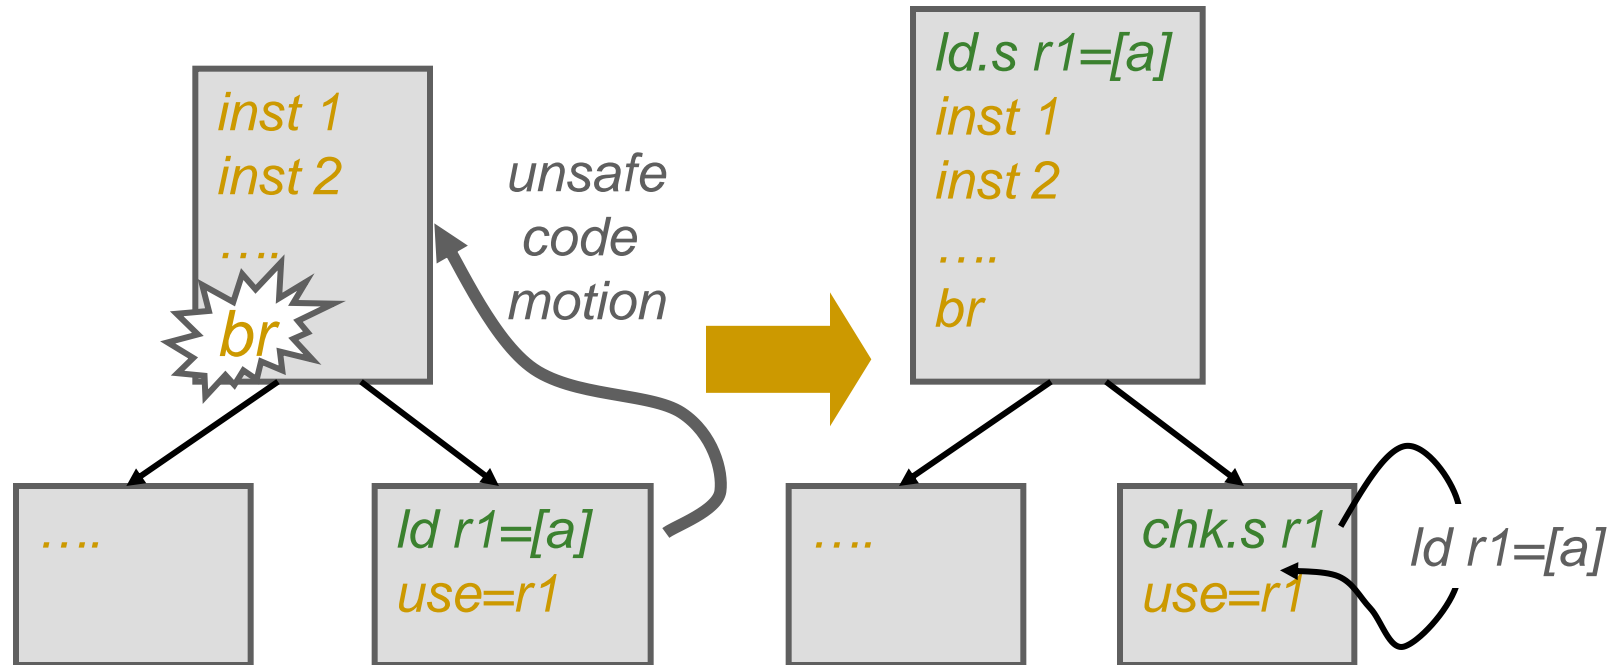 inst 1
inst 2
....
br
unsafe
code
motion
....
ld r1=[a]
use=r1
ld.s r1=[a]
inst 1
inst 2
....
br
....
chk.s r1
use=r1
ld r1=[a]